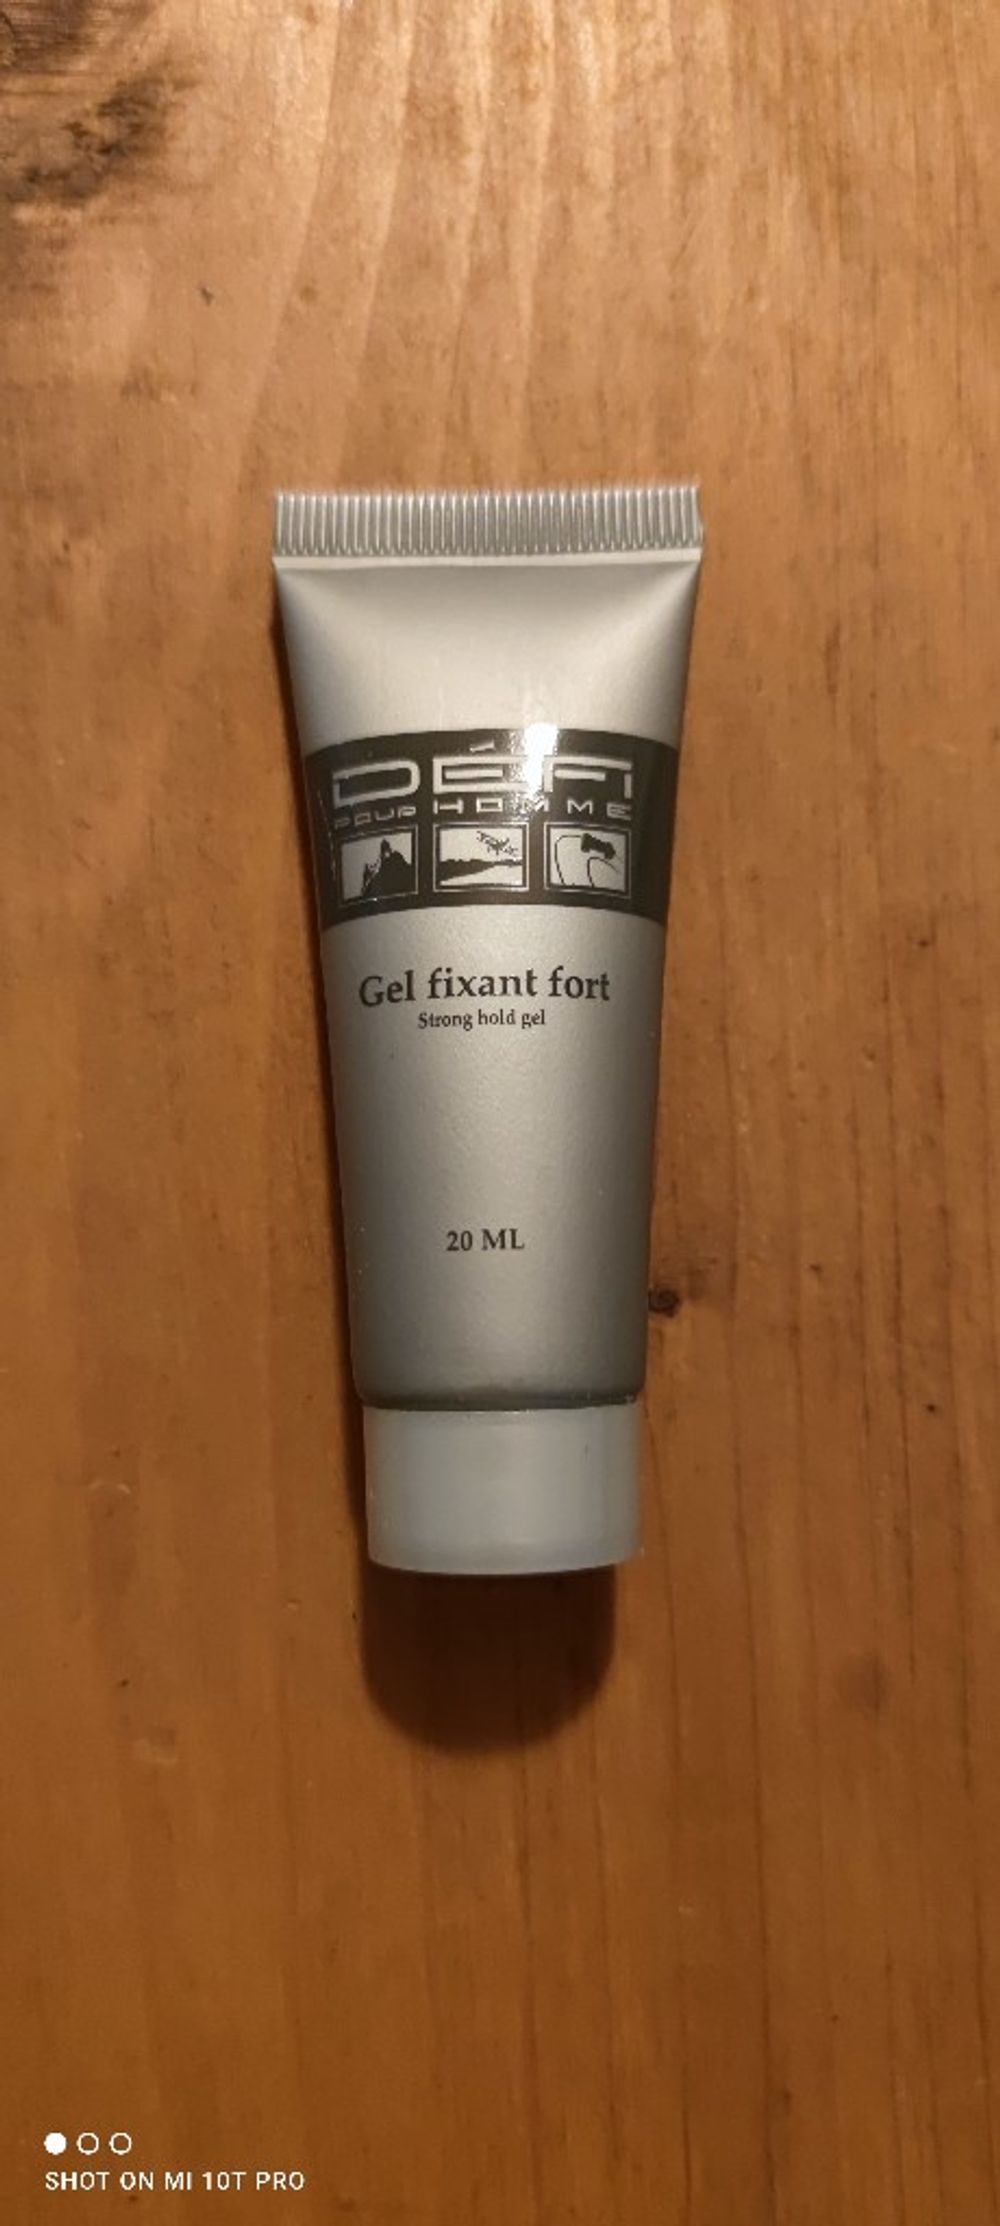 DÉFI
POUR HOMME
Gel fixant fort
Strong hold gel
20 ML
SHOT ON MI 10T PRO